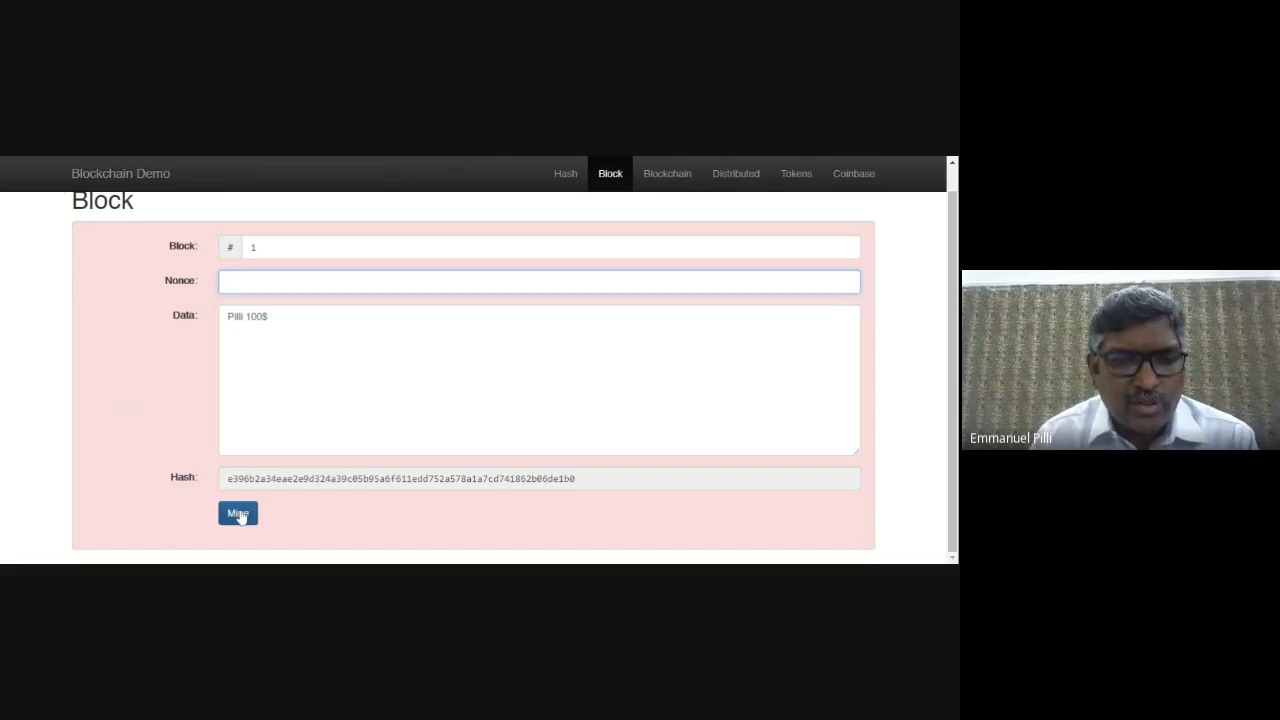 Blockchain Demo
Hash
Block
Blockchain
Distributed
Tokens
Coinbase
Block
Block:
#
1
Nonce:
Data:
Pilli 100$
Hash:
e396b2a34eae2e9d324a39c05b95a6f611edd752a578a1a7cd741862b06de1b0
Mine
Emmanuel Pilli